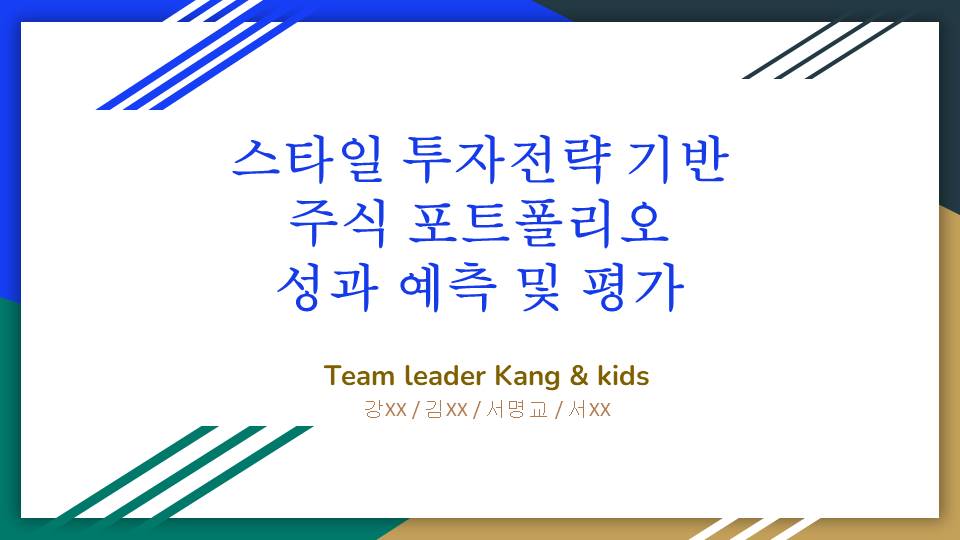 스타일 투자전략 기반
주식 포트폴리오
성과 예측 및 평가
Team leader Kang & kids
강XX / 김XX / 서명교 / 서XX